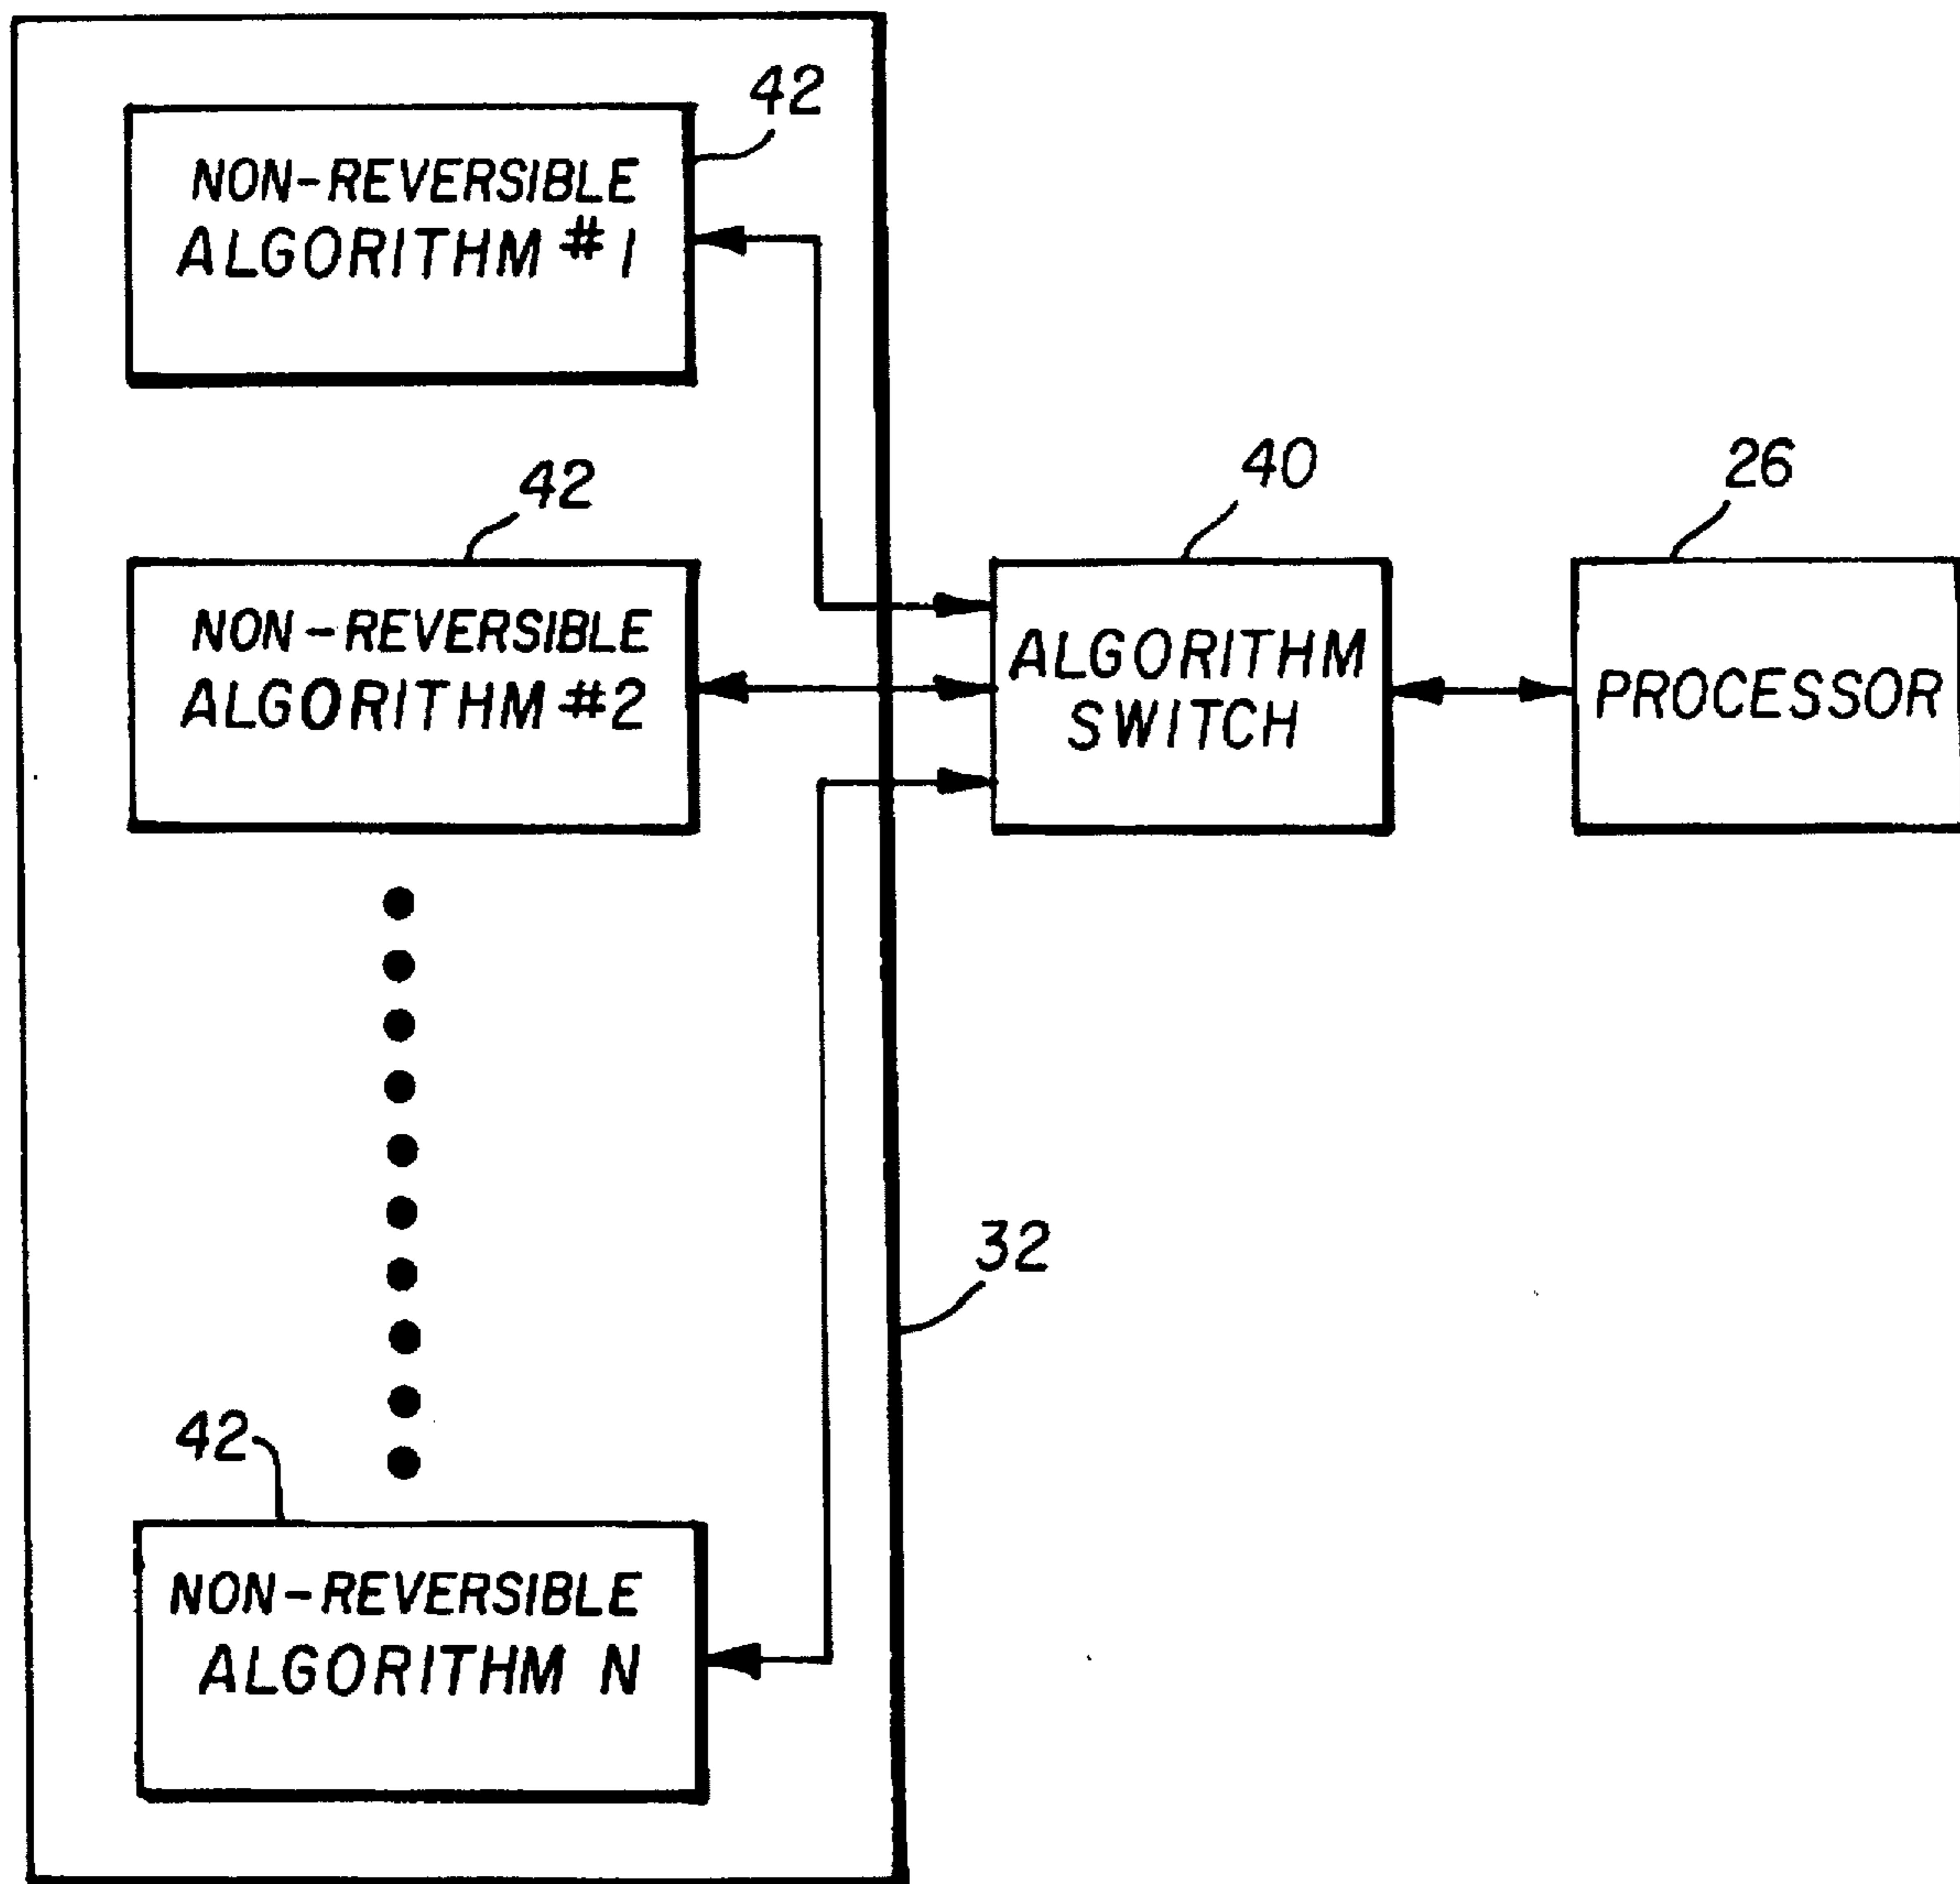 42
NON-REVERSIBLE
ALGORITHM #1
42
NON-REVERSIBLE
ALGORITHM #2
40
ALGORITHM
SWITCH
26
PROCESSOR
32
42
NON-REVERSIBLE
ALGORITHM N